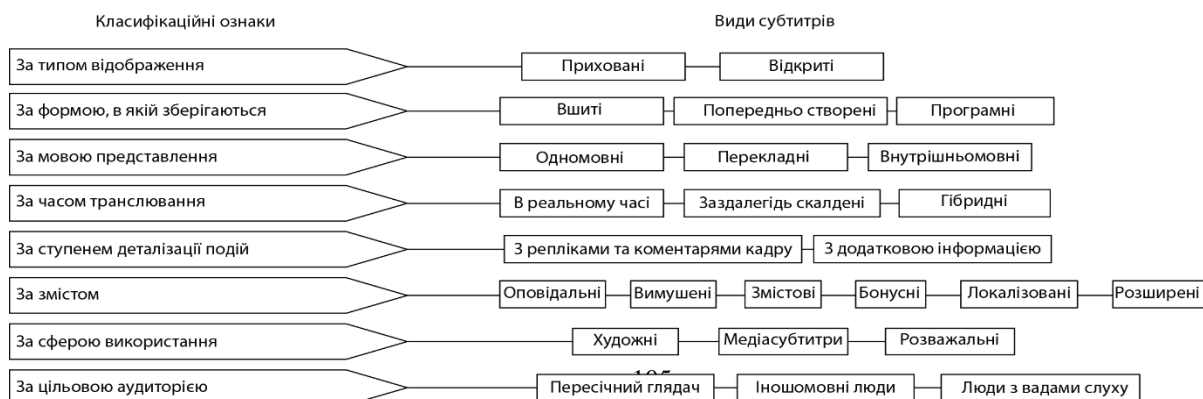 Класифікаційні ознаки Види субтитрів
За типом відображення Приховані Відкриті
За формою, в якій зберігаються Вшиті Попередньо створені Програмні
За мовою представлення Одномовні Перекладні Внутрішньомовні
За часом транслювання В реальному часі Заздалегідь скалдені Гібридні
За ступенем деталізації подій З репліками та коментарями кадру З додатковою інформацією
За змістом Оповідальні Вимушені Змістові Бонусні Локалізовані Розширені
За сферою використання Художні Медіасубтитри Розважальні
За цільовою аудиторією Пересічний глядач Іношомовні люди Люди з вадами слуху